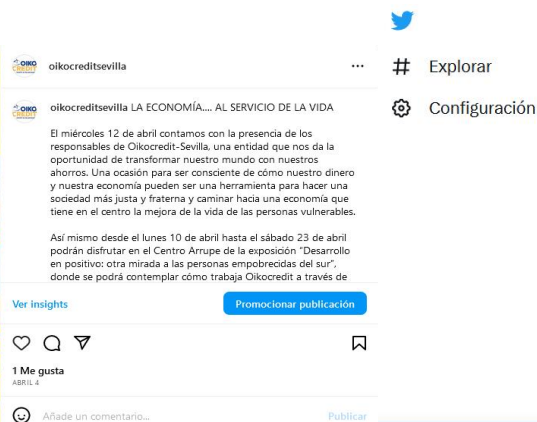 oikocreditsevilla
oikocreditsevilla LA ECONOMÍA.... AL SERVICIO DE LA VIDA
El miércoles 12 de abril contamos con la presencia de los
responsables de Oikocredit-Sevilla, una entidad que nos da la
oportunidad de transformar nuestro mundo con nuestros
ahorros. Una ocasión para ser consciente de cómo nuestro dinero
y nuestra economía pueden ser una herramienta para hacer una
sociedad más justa y fraterna y caminar hacia una economía que
tiene en el centro la mejora de la vida de las personas vulnerables.
Así mismo desde el lunes 10 de abril hasta el sábado 23 de abril
podrán disfrutar en el Centro Arrupe de la exposición "Desarrollo
en positivo: otra mirada a las personas empobrecidas del sur",
donde se podrá contemplar cómo trabaja Oikocredit a través de
Ver insights
Promocionar publicación
1 Me gusta
ABRIL 4
Añade un comentario...
Publicar
Explorar
Configuración